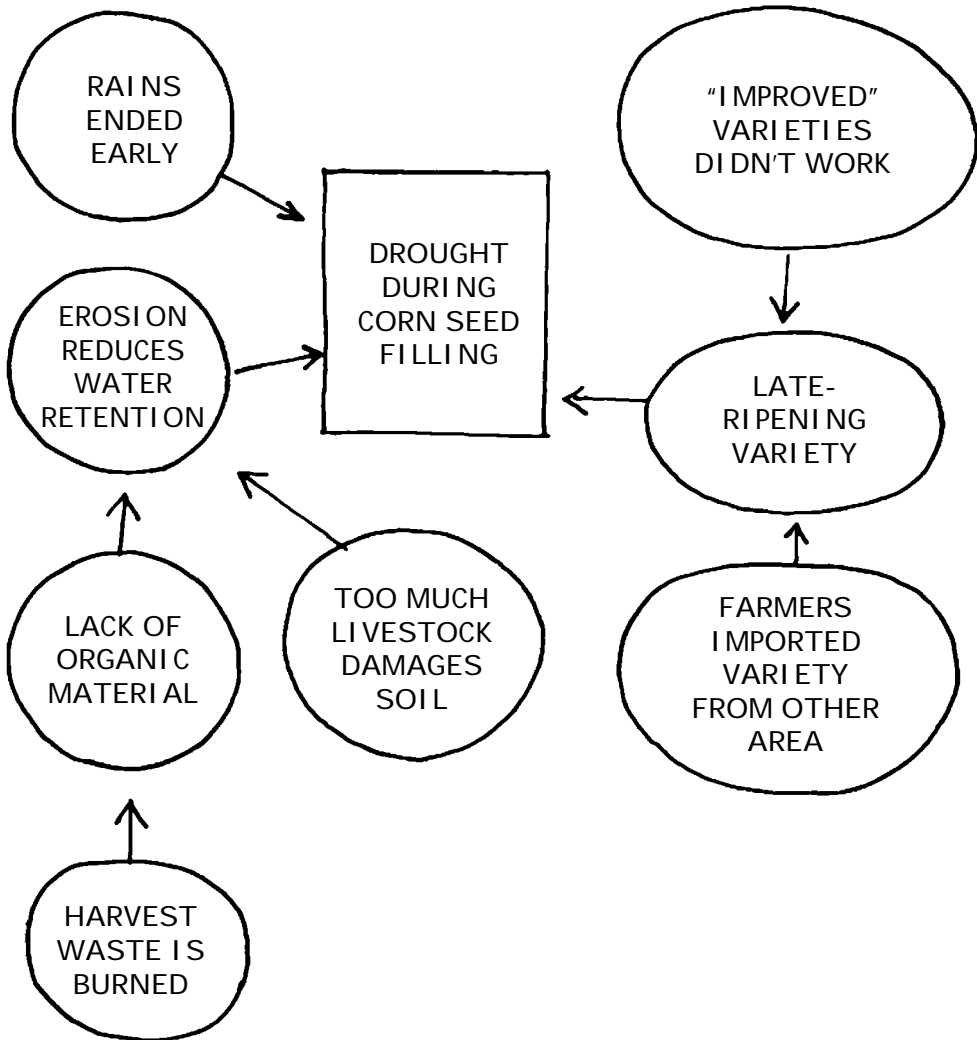 RAINS
ENDED
EARLY
"IMPROVED"
VARIETIES
DIDN'T WORK
DROUGHT
DURING
CORN SEED
FILLING
EROSION
REDUCES
WATER
RETENTION
LATE-
RIPENING
VARIETY
LACK OF
ORGANIC
MATERIAL
TOO MUCH
LIVESTOCK
DAMAGES
SOIL
FARMERS
IMPORTED
VARIETY
FROM OTHER
AREA
HARVEST
WASTE IS
BURNED